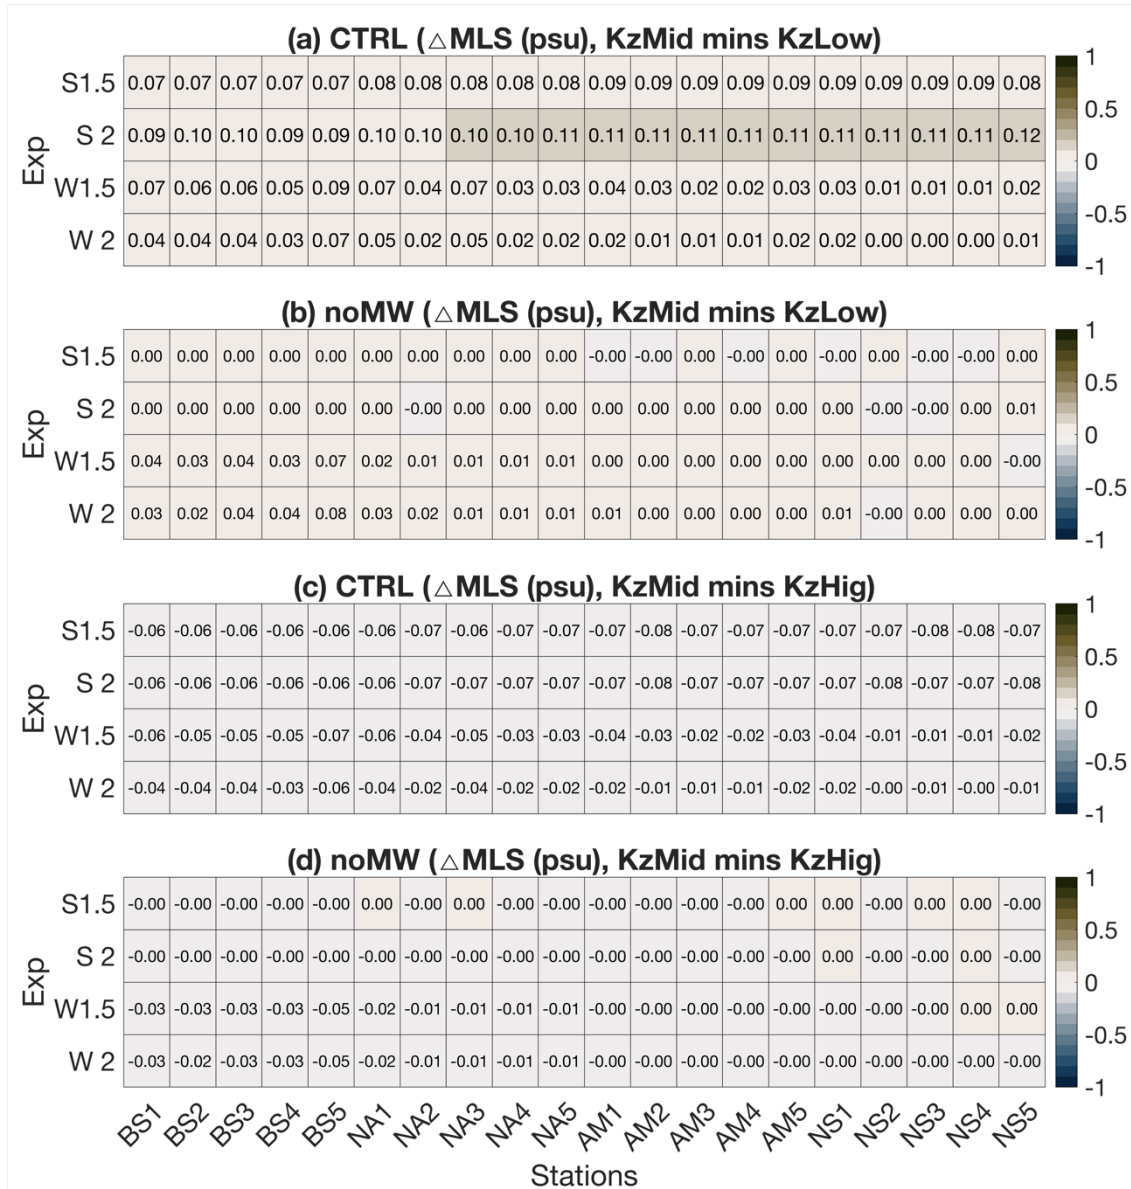 (a) CTRL (△MLS (psu), KzMid mins KzLow)
S1.5 0.07 0.07 0.07 0.07 0.07 0.08 0.08 0.08 0.08 0.08 0.09 0.09 0.09 0.09 0.09 0.09 0.09 0.09 0.09 0.08
S 2 0.09 0.10 0.10 0.09 0.09 0.10 0.10 0.10 0.10 0.11 0.11 0.11 0.11 0.11 0.11 0.11 0.11 0.11 0.11 0.12
W1.5 0.07 0.06 0.06 0.05 0.09 0.07 0.04 0.07 0.03 0.03 0.04 0.03 0.02 0.02 0.03 0.03 0.01 0.01 0.01 0.02
W 2 0.04 0.04 0.04 0.03 0.07 0.05 0.02 0.05 0.02 0.02 0.02 0.01 0.01 0.01 0.02 0.02 0.00 0.00 0.00 0.01
Exp
1
0.5
0
-0.5
-1
(b) noMW (△MLS (psu), KzMid mins KzLow)
S1.5 0.00 0.00 0.00 0.00 0.00 0.00 0.00 0.00 0.00 0.00 -0.00 -0.00 0.00 -0.00 0.00 -0.00 0.00 -0.00 -0.00 0.00
S 2 0.00 0.00 0.00 0.00 0.00 0.00 -0.00 0.00 0.00 0.00 0.00 0.00 0.00 0.00 0.00 0.00 -0.00 -0.00 0.00 0.01
W1.5 0.04 0.03 0.04 0.03 0.07 0.02 0.01 0.01 0.01 0.01 0.00 0.00 0.00 0.00 0.00 0.00 0.00 0.00 0.00 -0.00
W 2 0.03 0.02 0.04 0.04 0.08 0.03 0.02 0.01 0.01 0.01 0.01 0.00 0.00 0.00 0.00 0.01 -0.00 0.00 0.00 0.00
Exp
1
0.5
0
-0.5
-1
(c) CTRL (△MLS (psu), KzMid mins KzHig)
S1.5 -0.06 -0.06 -0.06 -0.06 -0.06 -0.06 -0.07 -0.06 -0.07 -0.07 -0.07 -0.08 -0.07 -0.07 -0.07 -0.07 -0.07 -0.08 -0.08 -0.07
S 2 -0.06 -0.06 -0.06 -0.06 -0.06 -0.06 -0.07 -0.07 -0.07 -0.07 -0.07 -0.08 -0.07 -0.07 -0.07 -0.07 -0.08 -0.07 -0.07 -0.08
W1.5 -0.06 -0.05 -0.05 -0.05 -0.07 -0.06 -0.04 -0.05 -0.03 -0.03 -0.04 -0.03 -0.02 -0.02 -0.03 -0.04 -0.01 -0.01 -0.01 -0.02
W 2 -0.04 -0.04 -0.04 -0.03 -0.06 -0.04 -0.02 -0.04 -0.02 -0.02 -0.02 -0.01 -0.01 -0.01 -0.02 -0.02 -0.00 -0.01 -0.00 -0.01
Exp
1
0.5
0
-0.5
-1
(d) noMW (△MLS (psu), KzMid mins KzHig)
S1.5 -0.00 -0.00 -0.00 -0.00 -0.00 0.00 -0.00 0.00 -0.00 -0.00 -0.00 -0.00 -0.00 -0.00 0.00 0.00 -0.00 0.00 0.00 -0.00
S 2 -0.00 -0.00 -0.00 -0.00 -0.00 -0.00 -0.00 -0.00 -0.00 -0.00 -0.00 -0.00 -0.00 -0.00 -0.00 0.00 -0.00 -0.00 0.00 -0.00
W1.5 -0.03 -0.03 -0.03 -0.03 -0.05 -0.02 -0.01 -0.01 -0.01 -0.01 -0.00 -0.00 -0.00 -0.00 -0.00 -0.00 -0.00 -0.00 0.00 0.00
W 2 -0.03 -0.02 -0.03 -0.03 -0.05 -0.02 -0.01 -0.01 -0.01 -0.01 -0.00 -0.00 -0.00 -0.00 -0.00 -0.00 -0.00 -0.00 -0.00 -0.00
Exp
1
0.5
0
-0.5
-1
BS1 BS2 BS3 BS4 BS5 NA1 NA2 NA3 NA4 NA5 AM1 AM2 AM3 AM4 AM5 NS1 NS2 NS3 NS4 NS5
Stations